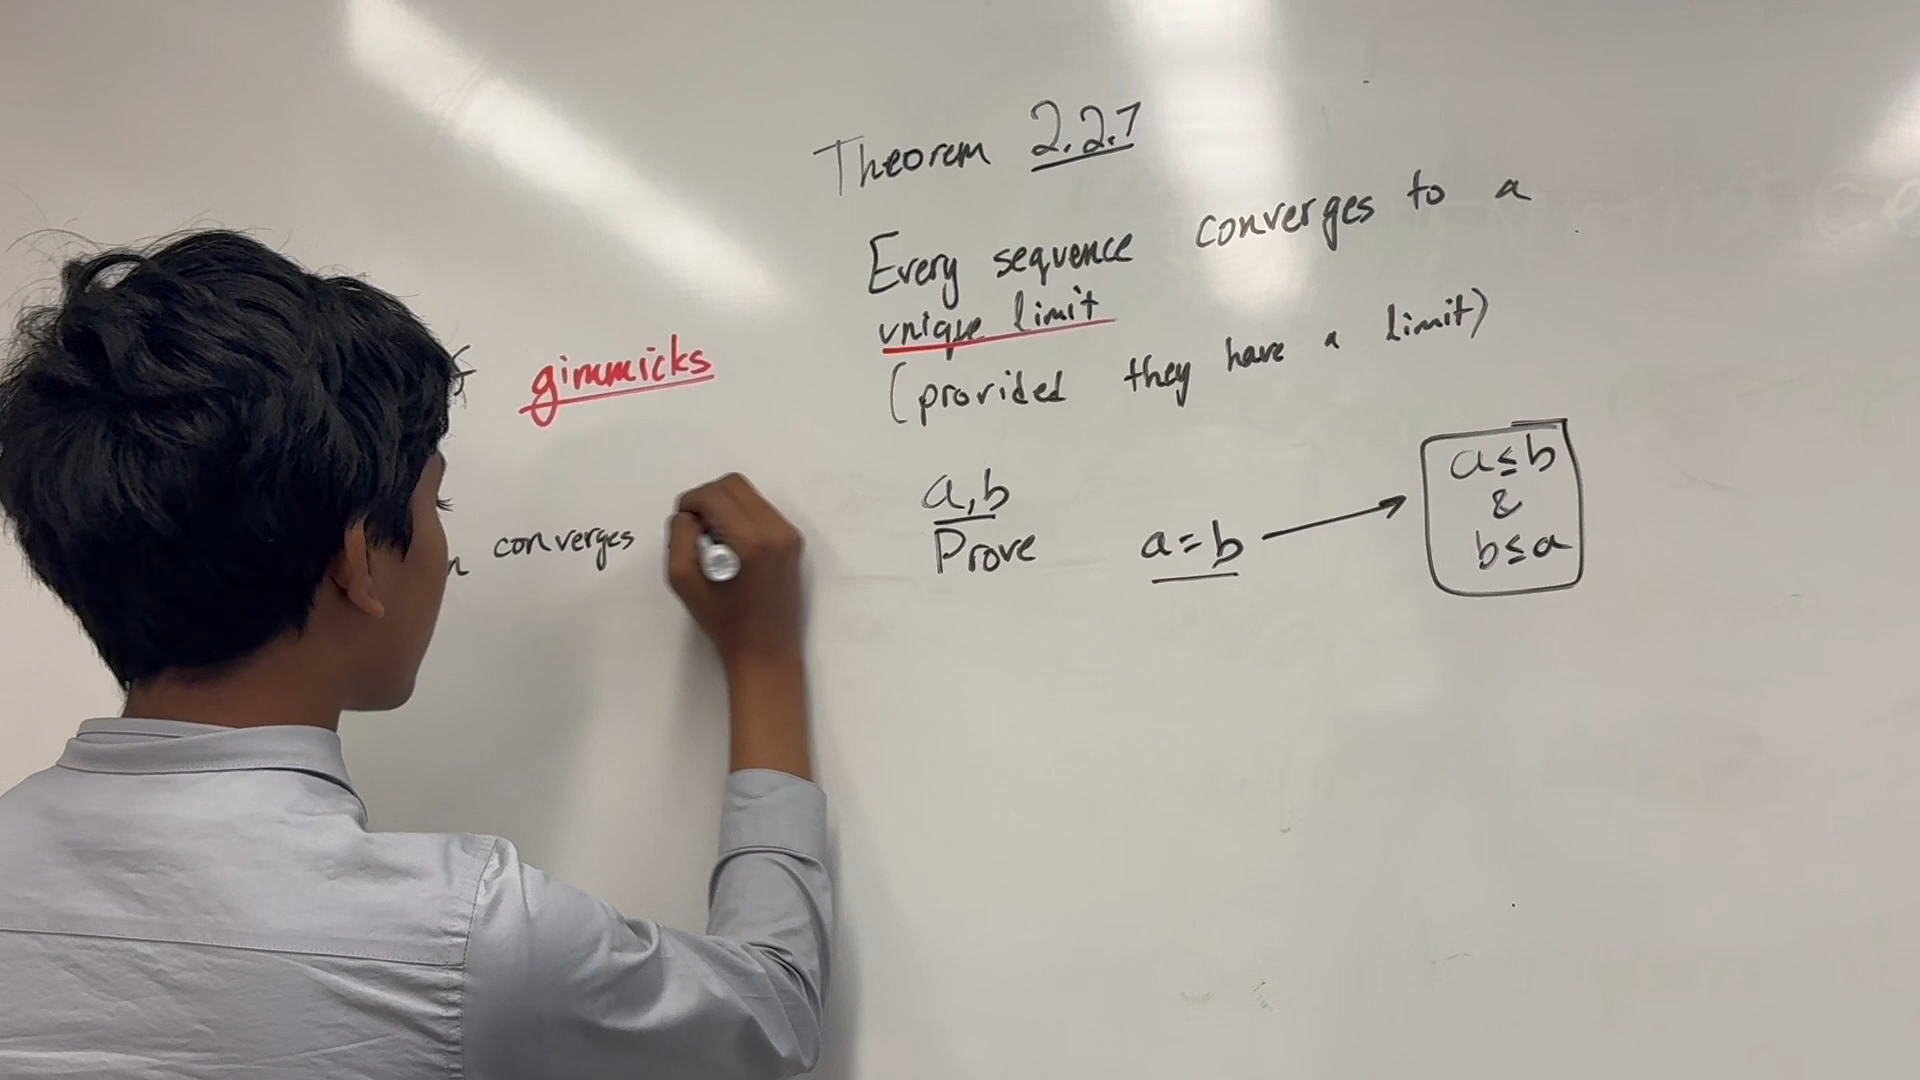 gimmicks
converges
Theorem 2.2.7
Every sequence converges to a
unique limit
(provided they have a limit)
a,b
Prove a=b
a≤b
&
b≤a